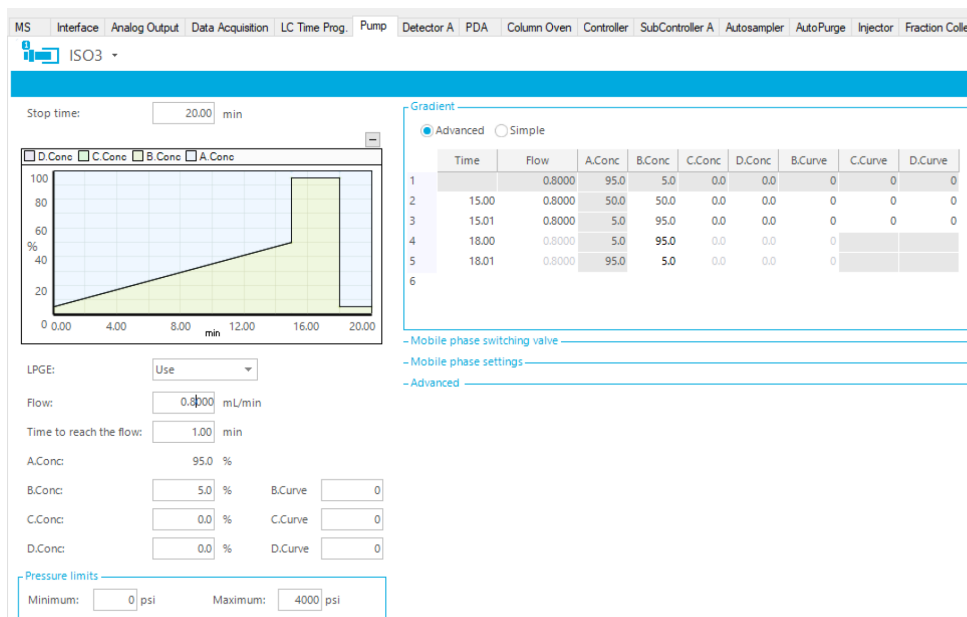 MS Interface Analog Output Data Acquisition LC Time Prog. Pump Detector A PDA Column Oven Controller SubController A Autosampler AutoPurge Injector Fraction Colle
1
ISO3
Stop time: 20.00 min
D.Conc C.Conc B.Conc A.Conc
100
80
60
%
40
20
0
0.00 4.00 8.00 min 12.00 16.00 20.00
LPGE: Use
Flow: 0.8000 mL/min
Time to reach the flow: 1.00 min
A.Conc: 95.0 %
B.Conc: 5.0 % B.Curve 0
C.Conc: 0.0 % C.Curve 0
D.Conc: 0.0 % D.Curve 0
Pressure limits
Minimum: 0 psi Maximum: 4000 psi
Gradient
Advanced Simple
Time Flow A.Conc B.Conc C.Conc D.Conc B.Curve C.Curve D.Curve
1 0.8000 95.0 5.0 0.0 0.0 0 0 0
2 15.00 0.8000 50.0 50.0 0.0 0.0 0 0 0
3 15.01 0.8000 5.0 95.0 0.0 0.0 0 0 0
4 18.00 0.8000 5.0 95.0 0.0 0.0 0
5 18.01 0.8000 95.0 5.0 0.0 0.0 0
6
Mobile phase switching valve
Mobile phase settings
Advanced